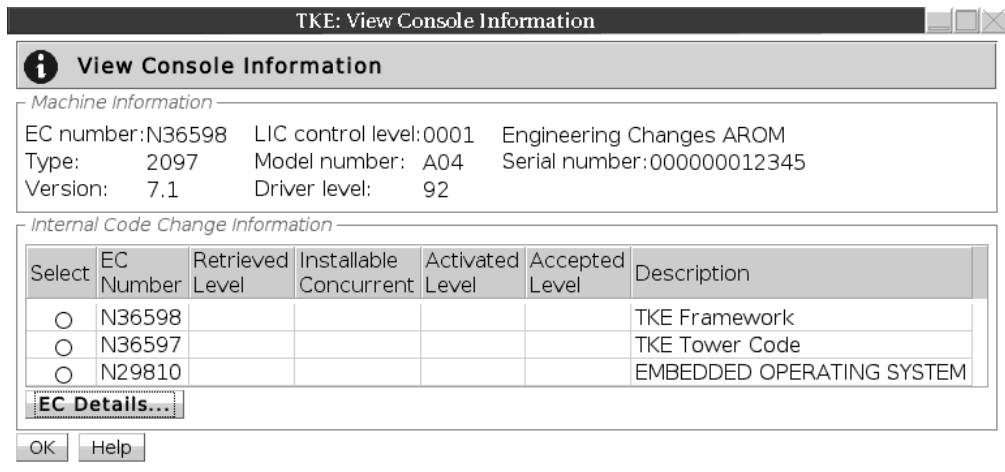 TKE: View Console Information
View Console Information
Machine Information
EC number:N36598 LIC control level:0001 Engineering Changes AROM
Type: 2097 Model number: A04 Serial number:000000012345
Version: 7.1 Driver level: 92
Internal Code Change Information
Select EC Number Retrieved Level Installable Concurrent Activated Level Accepted Level Description
N36598 TKE Framework
N36597 TKE Tower Code
N29810 EMBEDDED OPERATING SYSTEM
EC Details...
OK Help